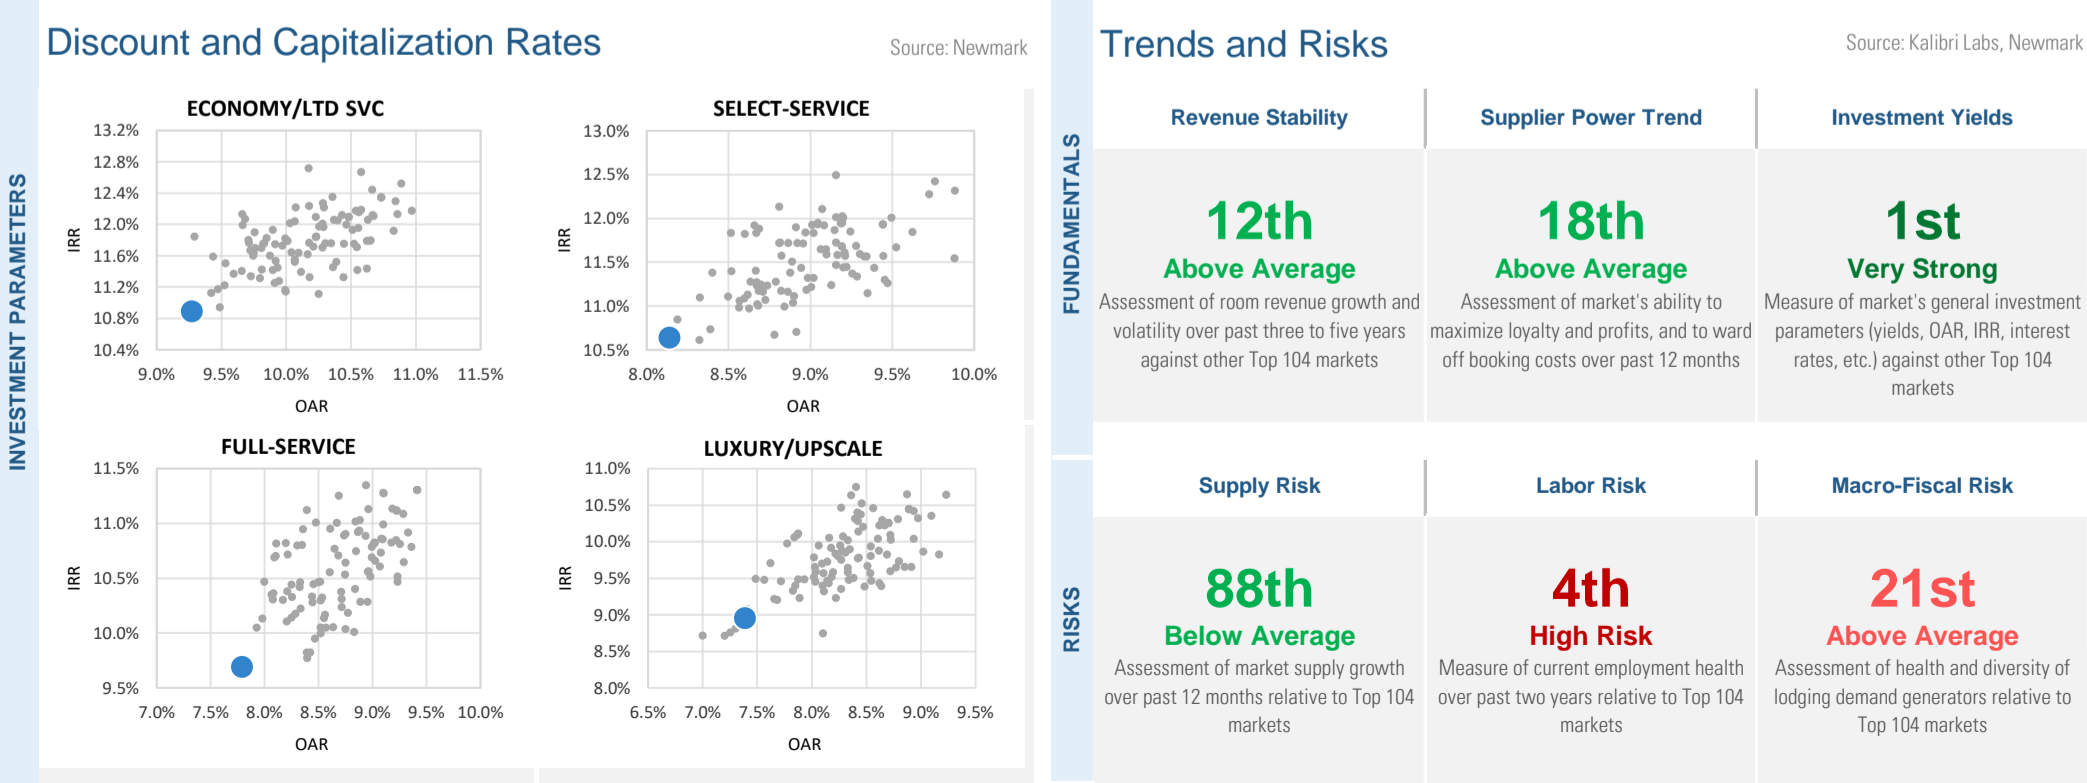 Discount and Capitalization Rates
Source: Newmark
INVESTMENT PARAMETERS
ECONOMY/LTD SVC
13.2%
12.8%
12.4%
12.0%
11.6%
11.2%
10.8%
10.4%
IRR
9.0% 9.5% 10.0% 10.5% 11.0% 11.5%
OAR
SELECT-SERVICE
13.0%
12.5%
12.0%
11.5%
11.0%
10.5%
IRR
8.0% 8.5% 9.0% 9.5% 10.0%
OAR
FULL-SERVICE
11.5%
11.0%
10.5%
10.0%
9.5%
IRR
7.0% 7.5% 8.0% 8.5% 9.0% 9.5% 10.0%
OAR
LUXURY/UPSCALE
11.0%
10.5%
10.0%
9.5%
9.0%
8.5%
8.0%
IRR
6.5% 7.0% 7.5% 8.0% 8.5% 9.0% 9.5%
OAR
Trends and Risks
Source: Kalibri Labs, Newmark
FUNDAMENTALS
Revenue Stability
12th
Above Average
Assessment of room revenue growth and
volatility over past three to five years
against other Top 104 markets
Supplier Power Trend
18th
Above Average
Assessment of market's ability to
maximize loyalty and profits, and to ward
off booking costs over past 12 months
Investment Yields
1st
Very Strong
Measure of market's general investment
parameters (yields, OAR, IRR, interest
rates, etc.) against other Top 104
markets
RISKS
Supply Risk
88th
Below Average
Assessment of market supply growth
over past 12 months relative to Top 104
markets
Labor Risk
4th
High Risk
Measure of current employment health
over past two years relative to Top 104
markets
Macro-Fiscal Risk
21st
Above Average
Assessment of health and diversity of
lodging demand generators relative to
Top 104 markets